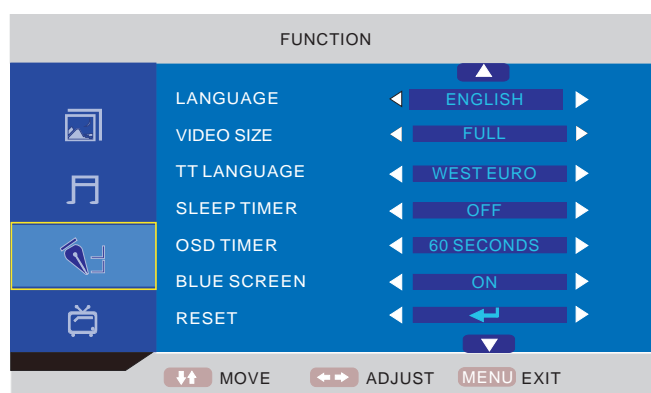 FUNCTION
LANGUAGE ENGLISH
VIDEO SIZE FULL
TT LANGUAGE WEST EURO
SLEEP TIMER OFF
OSD TIMER 60 SECONDS
BLUE SCREEN ON
RESET
MOVE ADJUST MENU EXIT